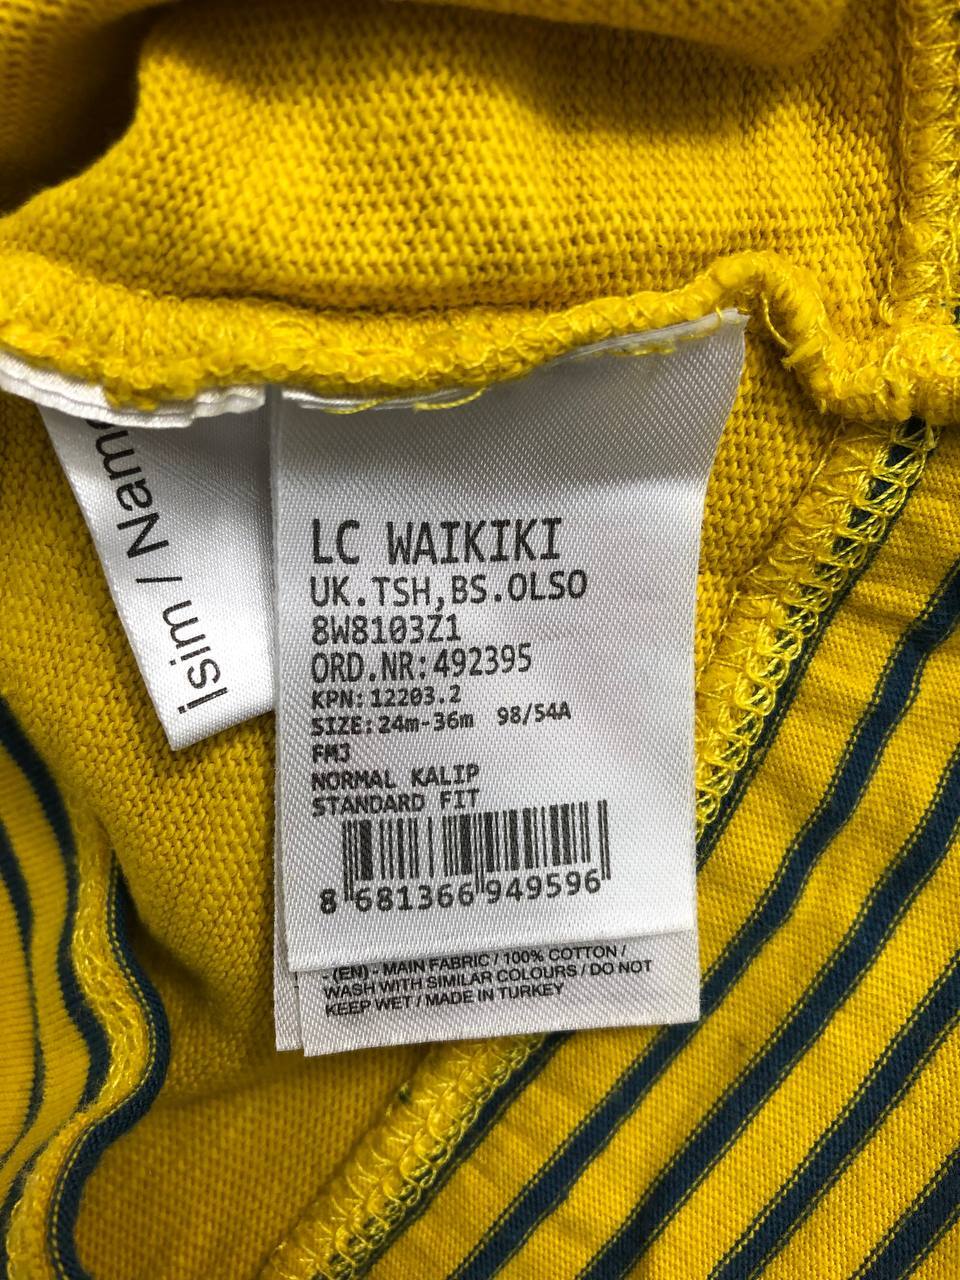 İsim / Nam
LC WAIKIKI
UK.TSH,BS.OLSO
8W8103Z1
ORD.NR:492395
KPN:12203.2
SIZE:24m-36m 98/54A
FM3
NORMAL KALIP
STANDARD FIT
8 681366 949596
- (EN) - MAIN FABRIC / 100% COTTON /
WASH WITH SIMILAR COLOURS / DO NOT
KEEP WET / MADE IN TURKEY